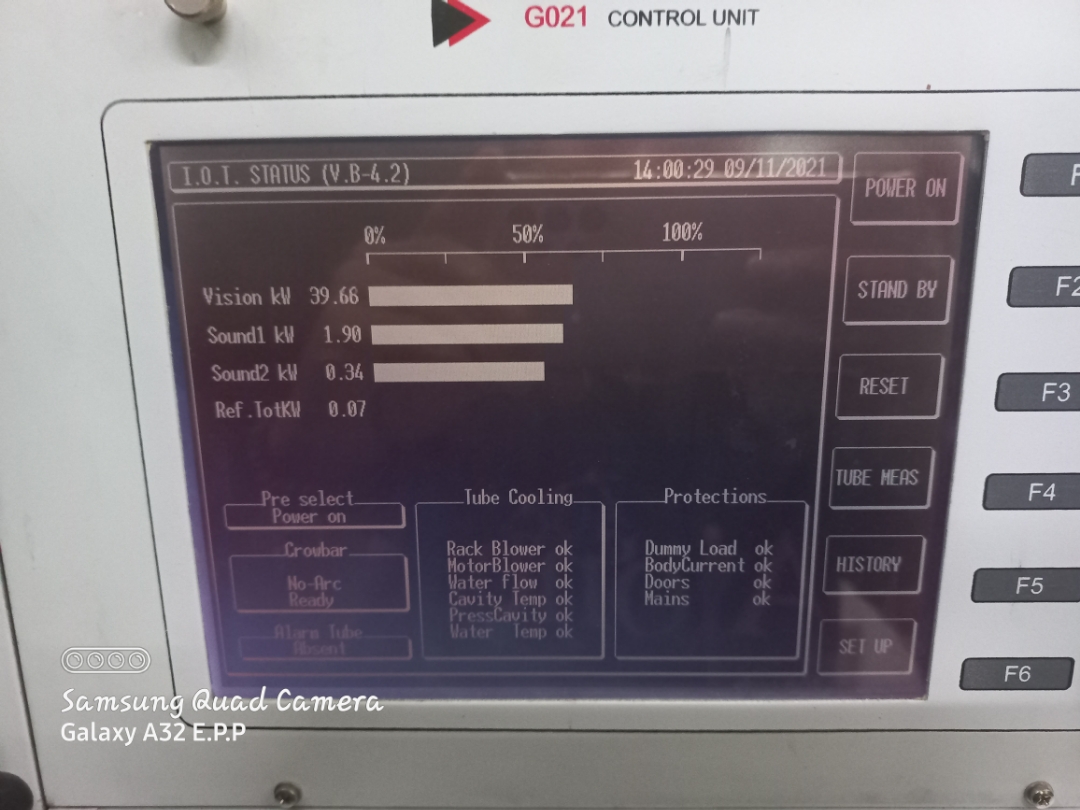 G021 CONTROL UNIT
I.O.T. STATUS (V.B-4.2) 14:00:29 09/11/2021
POWER ON
0% 50% 100%
Vision kW 39.66
STAND BY
F2
Sound1 kW 1.90
Sound2 kW 0.34
RESET
F3
Ref.TotKW 0.07
TUBE MEAS
F4
Pre select
Power on
Crowbar
No-Arc
Ready
Alarm Tube
Absent
Tube Cooling
Rack Blower ok
MotorBlower ok
Water flow ok
Cavity Temp ok
PressCavity ok
Water Temp ok
Protections
Dummy Load ok
BodyCurrent ok
Doors ok
Mains ok
HISTORY
F5
SET UP
F6
Samsung Quad Camera
Galaxy A32 E.P.P